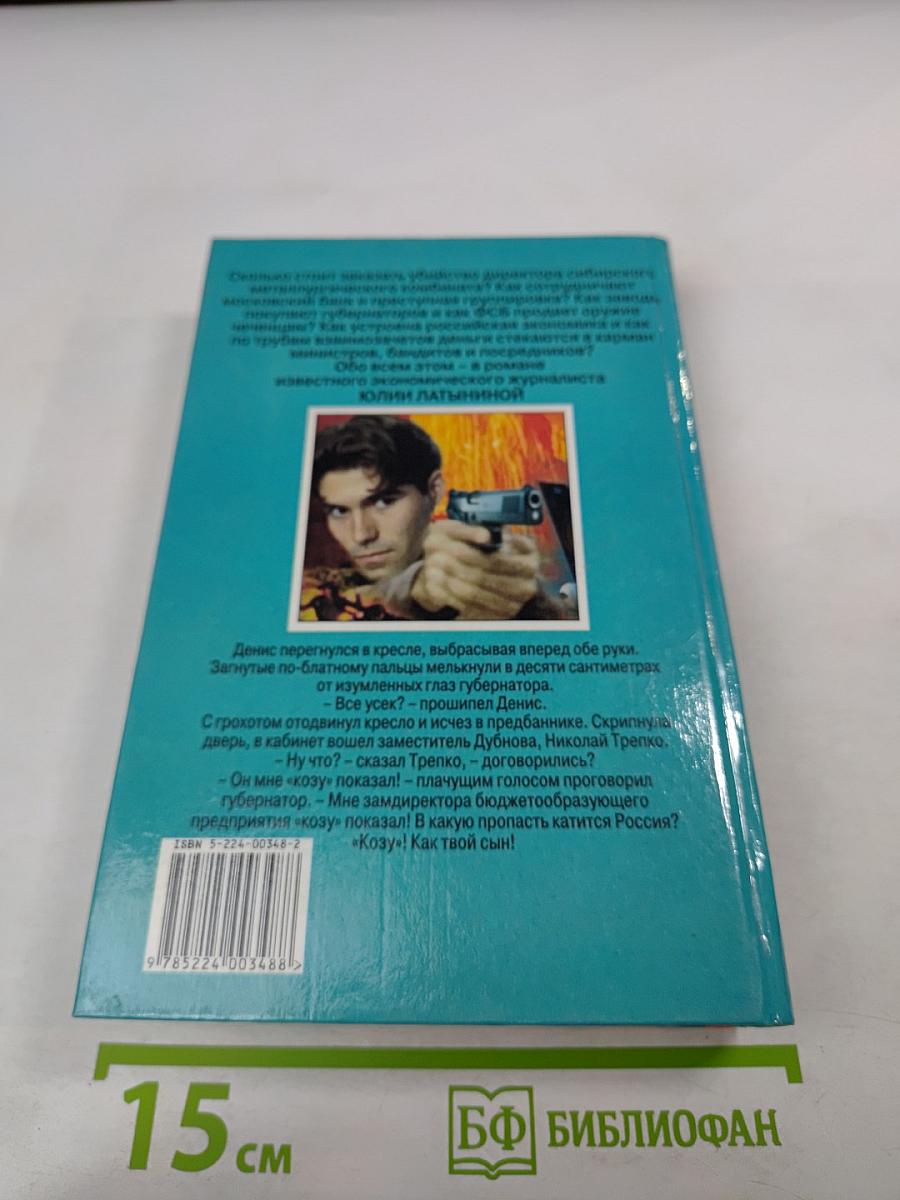 Сколько стоит заказать убийство директора сибирского
металлургического комбината? Как сотрудничают
московский банк и преступная группировка? Как заводы
покупают губернаторов и как ФСБ продает оружие
чеченцам? Как устроена российская экономика и как
по трубам взаимозачетов деньги стекаются в карман
министров, бандитов и посредников?
Обо всем этом – в романе
известного экономического журналиста
ЮЛИИ ЛАТЫНИНОЙ
Денис перегнулся в кресле, выбрасывая вперед обе руки.
Загнутые по-блатному пальцы мелькнули в десяти сантиметрах
от изумленных глаз губернатора.
– Все усек? – прошипел Денис.
С грохотом отодвинул кресло и исчез в предбаннике. Скрипнула
дверь, в кабинет вошел заместитель Дубнова, Николай Трепко.
– Ну что? – сказал Трепко, – договорились?
– Он мне «козу» показал! – плачущим голосом проговорил
губернатор. – Мне замдиректора бюджетообразующего
предприятия «козу» показал! В какую пропасть катится Россия?
«Козу»! Как твой сын!
ISBN 5-224-00348-2
9 785224 003488 >
15 см
БФ БИБЛИОФАН